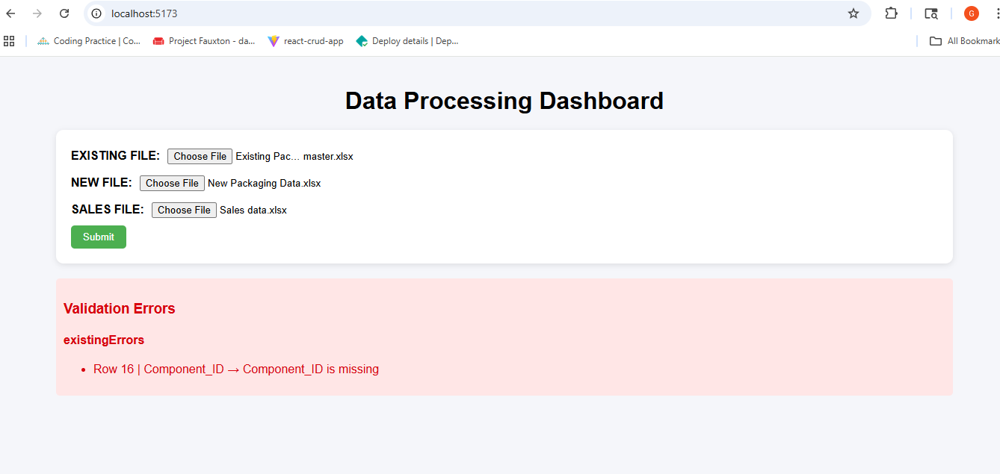 localhost:5173
G
Coding Practice | Co...
Project Fauxton - da...
react-crud-app
Deploy details | Dep...
All Bookmark
Data Processing Dashboard
EXISTING FILE: Choose File Existing Pac... master.xlsx
NEW FILE: Choose File New Packaging Data.xlsx
SALES FILE: Choose File Sales data.xlsx
Submit
Validation Errors
existingErrors
• Row 16 | Component_ID → Component_ID is missing